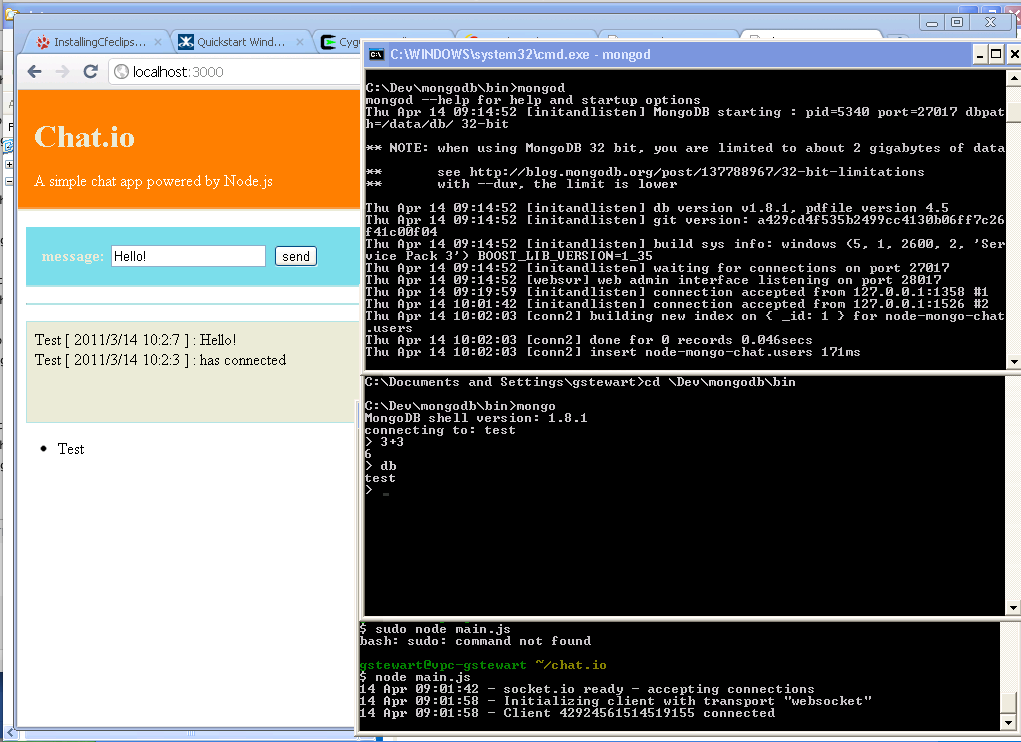 InstallingCfeclips...
Quickstart Wind...
Cyg
localhost:3000
Chat.io
A simple chat app powered by Node.js
message: Hello! send
Test [ 2011/3/14 10:2:7 ] : Hello!
Test [ 2011/3/14 10:2:3 ] : has connected
Test
C:\WINDOWS\system32\cmd.exe - mongod
C:\Dev\mongodb\bin>mongod
mongod --help for help and startup options
Thu Apr 14 09:14:52 [initandlisten] MongoDB starting : pid=5340 port=27017 dbpat
h=/data/db/ 32-bit
** NOTE: when using MongoDB 32 bit, you are limited to about 2 gigabytes of data
**       see http://blog.mongodb.org/post/137788967/32-bit-limitations
**       with --dur, the limit is lower
Thu Apr 14 09:14:52 [initandlisten] db version v1.8.1, pdfile version 4.5
Thu Apr 14 09:14:52 [initandlisten] git version: a429cd4f535b2499cc4130b06ff7c26
f41c00f04
Thu Apr 14 09:14:52 [initandlisten] build sys info: windows (5, 1, 2600, 2, 'Ser
vice Pack 3') BOOST_LIB_VERSION=1_35
Thu Apr 14 09:14:52 [initandlisten] waiting for connections on port 27017
Thu Apr 14 09:14:52 [websvr] web admin interface listening on port 28017
Thu Apr 14 09:19:59 [initandlisten] connection accepted from 127.0.0.1:1358 #1
Thu Apr 14 10:01:42 [initandlisten] connection accepted from 127.0.0.1:1526 #2
Thu Apr 14 10:02:03 [conn2] building new index on { _id: 1 } for node-mongo-chat
.users
Thu Apr 14 10:02:03 [conn2] done for 0 records 0.046secs
Thu Apr 14 10:02:03 [conn2] insert node-mongo-chat.users 171ms
C:\Documents and Settings\gstewart>cd \Dev\mongodb\bin
C:\Dev\mongodb\bin>mongo
MongoDB shell version: 1.8.1
connecting to: test
> 3+3
6
> db
test
> _
$ sudo node main.js
bash: sudo: command not found
gstewart@vpc-gstewart ~/chat.io
$ node main.js
14 Apr 09:01:42 - socket.io ready - accepting connections
14 Apr 09:01:58 - Initializing client with transport "websocket"
14 Apr 09:01:58 - Client 42924561514519155 connected